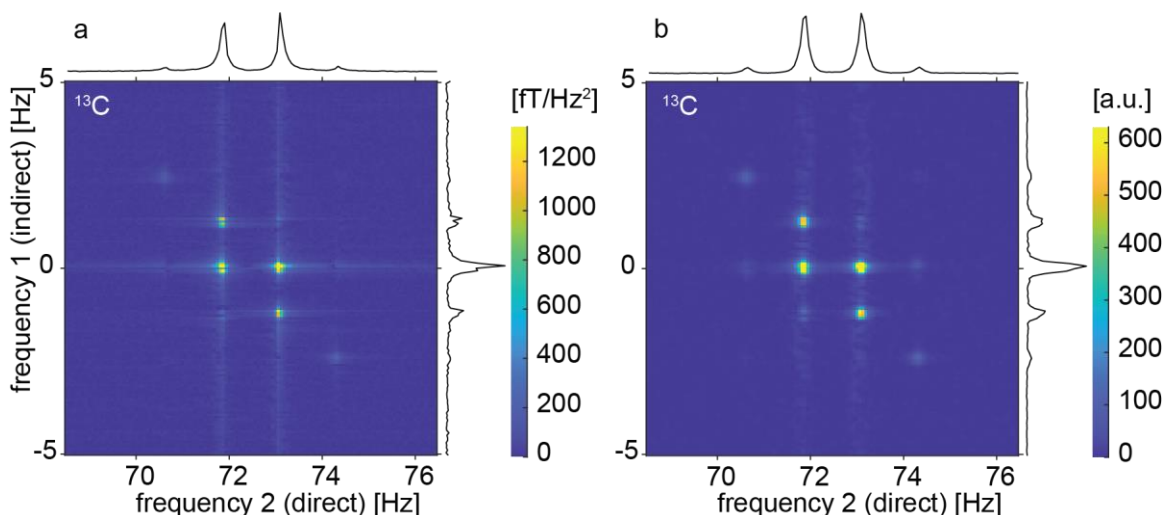 a
¹³C
[fT/Hz²]
5
0
-5
frequency 1 (indirect) [Hz]
70 72 74 76
frequency 2 (direct) [Hz]
1200
1000
800
600
400
200
0
b
¹³C
[a.u.]
5
0
-5
70 72 74 76
frequency 2 (direct) [Hz]
600
500
400
300
200
100
0